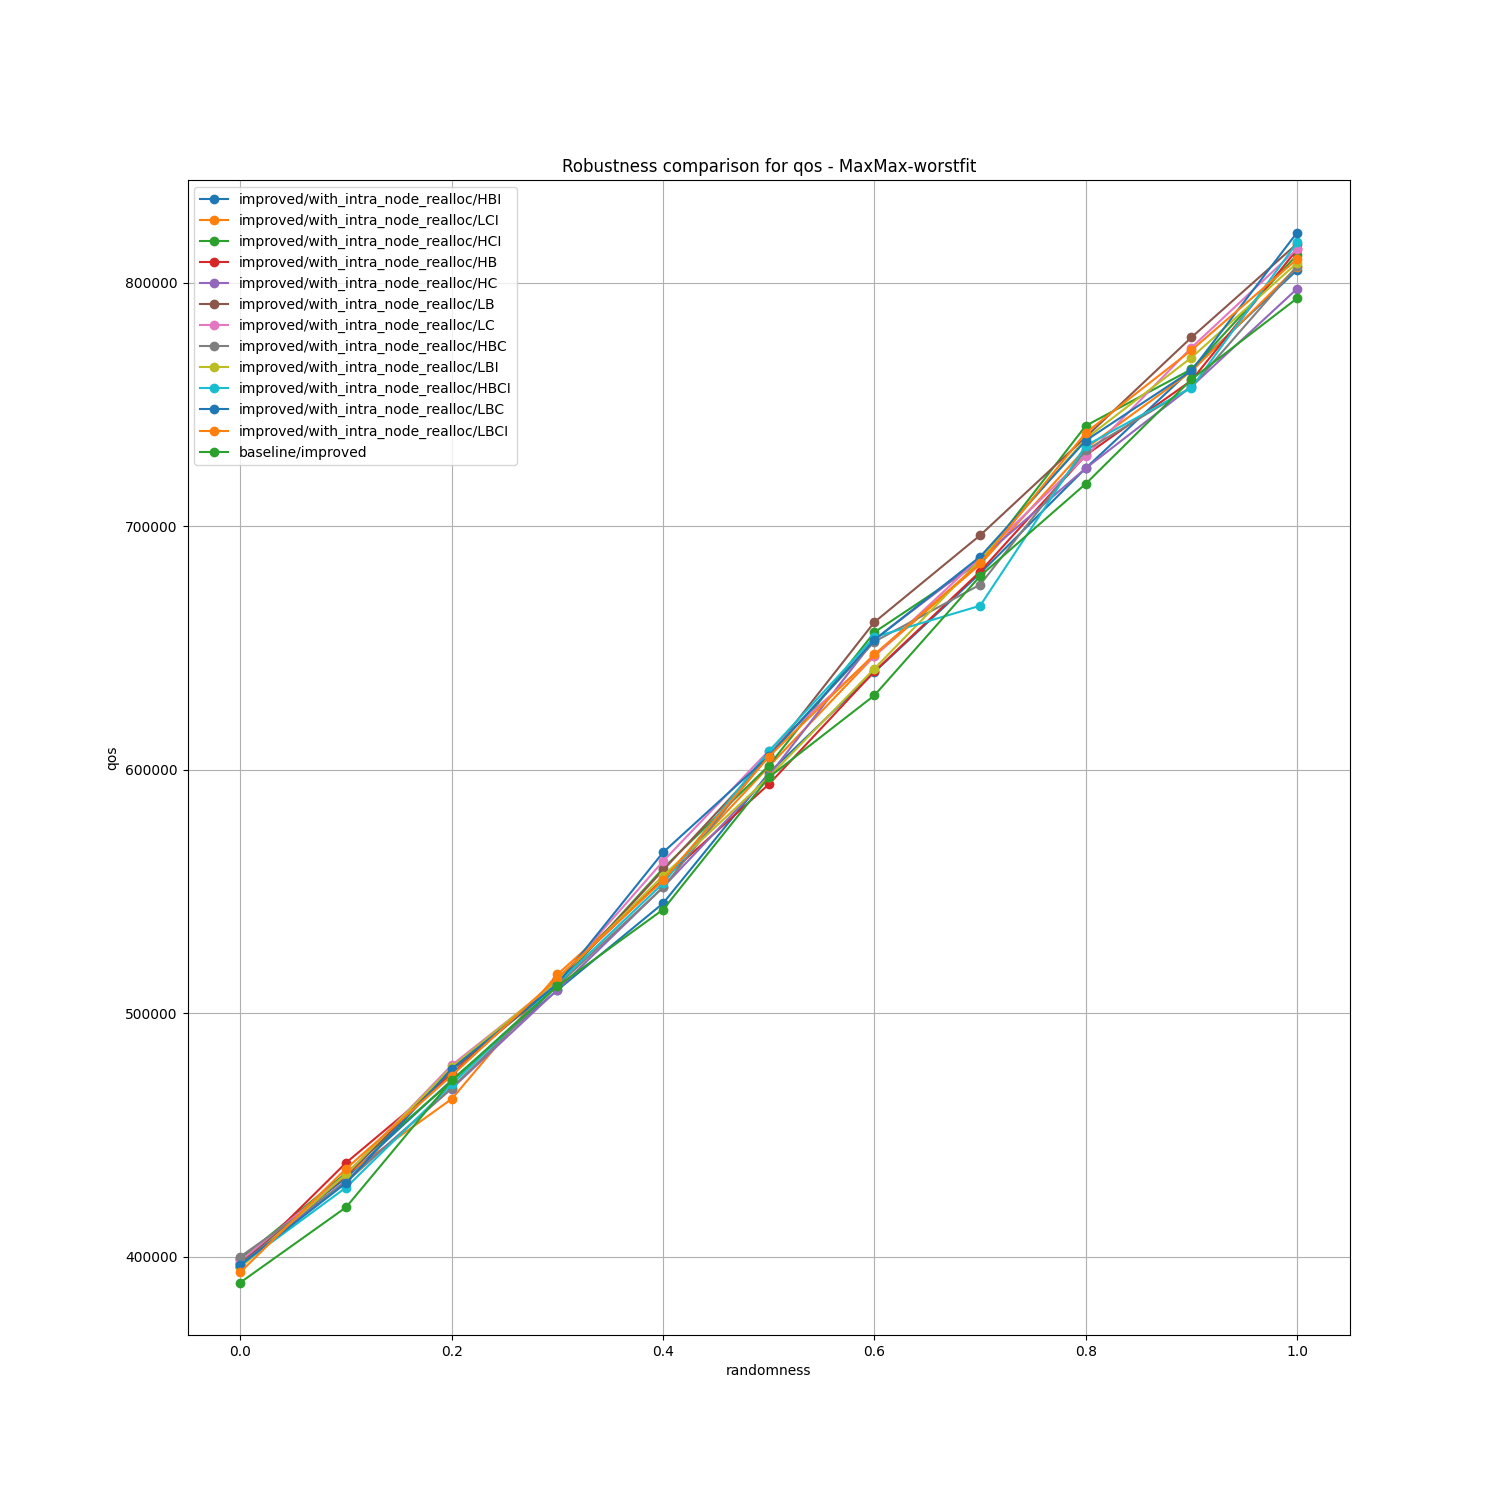 Robustness comparison for qos - MaxMax-worstfit
improved/with_intra_node_realloc/HBI
improved/with_intra_node_realloc/LCI
improved/with_intra_node_realloc/HCI
improved/with_intra_node_realloc/HB
improved/with_intra_node_realloc/HC
improved/with_intra_node_realloc/LB
improved/with_intra_node_realloc/LC
improved/with_intra_node_realloc/HBC
improved/with_intra_node_realloc/LBI
improved/with_intra_node_realloc/HBCI
improved/with_intra_node_realloc/LBC
improved/with_intra_node_realloc/LBCI
baseline/improved
800000
700000
600000
500000
400000
qos
0.0 0.2 0.4 0.6 0.8 1.0
randomness